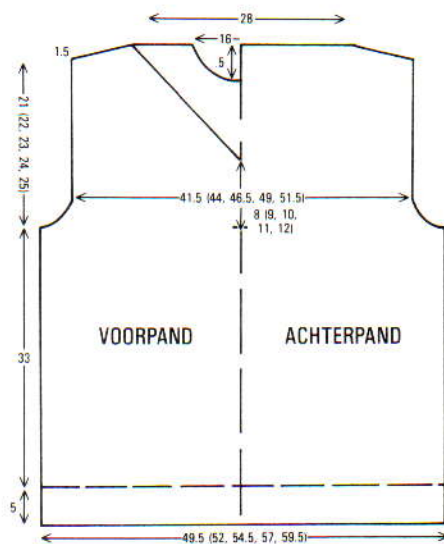 28
1.5
16
5
21 (22, 23, 24, 25)
41.5 (44, 46.5, 49, 51.5)
8 (9, 10,
11, 12)
VOORPAND
ACHTERPAND
33
5
49.5 (52, 54.5, 57, 59.5)